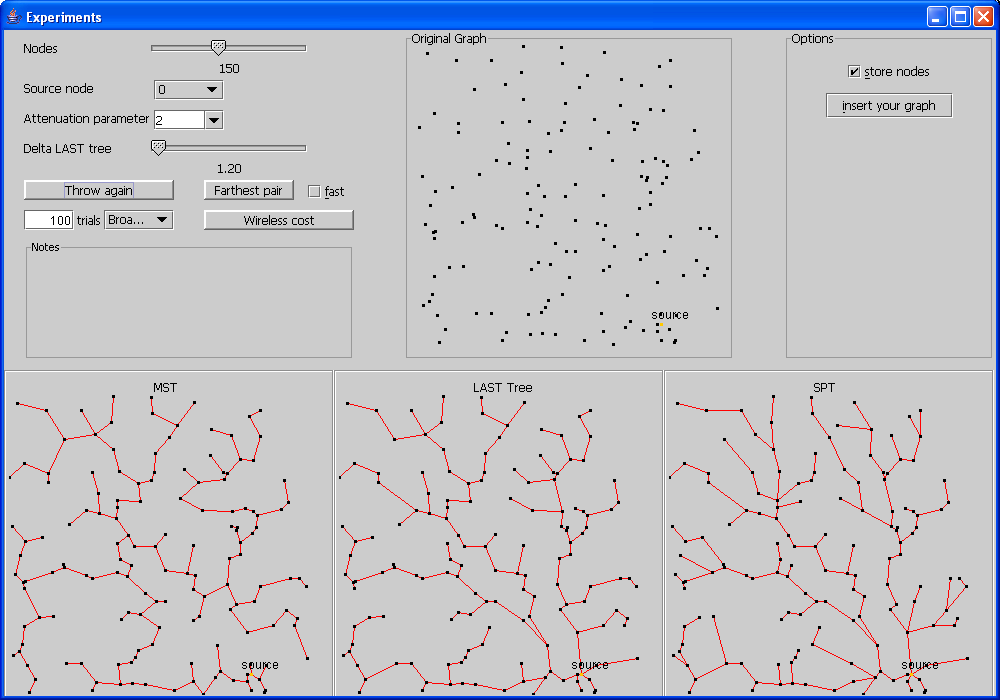 Experiments
Nodes
150
Source node
0
Attenuation parameter
2
Delta LAST tree
1.20
Throw again
Farthest pair
fast
100 trials Broa...
Wireless cost
Notes
Original Graph
source
Options
store nodes
insert your graph
MST
source
LAST Tree
source
SPT
source